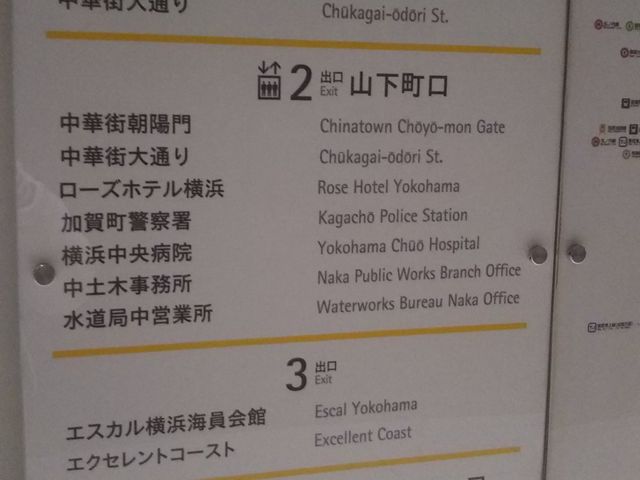 中華街大通り Chūkagai-ōdōri St.
2 出口 Exit 山下町口
中華街朝陽門 Chinatown Chōyō-mon Gate
中華街大通り Chūkagai-ōdōri St.
ローズホテル横浜 Rose Hotel Yokohama
加賀町警察署 Kagachō Police Station
横浜中央病院 Yokohama Chūō Hospital
中土木事務所 Naka Public Works Branch Office
水道局中営業所 Waterworks Bureau Naka Office
3 出口 Exit
エスカル横浜海員会館 Escal Yokohama
エクセレントコースト Excellent Coast